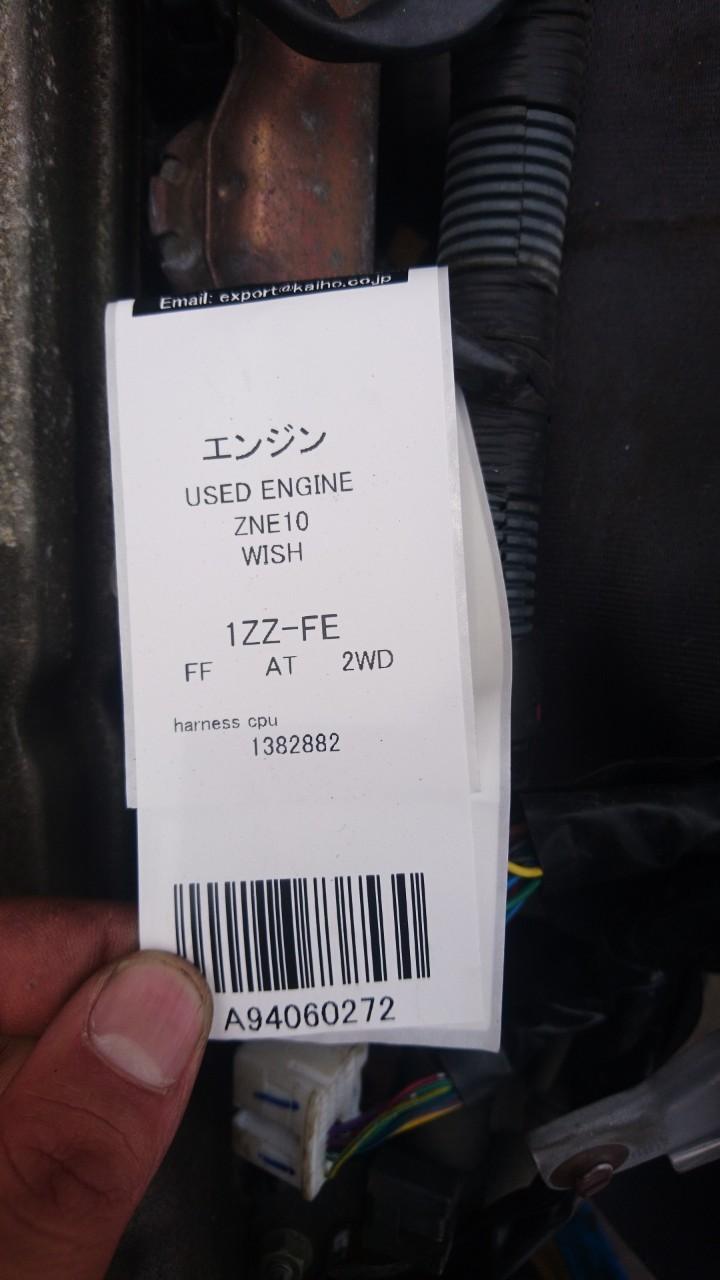 Email: export@kaiho.co.jp
エンジン
USED ENGINE
ZNE10
WISH
1ZZ-FE
FF AT 2WD
harness cpu
1382882
A94060272